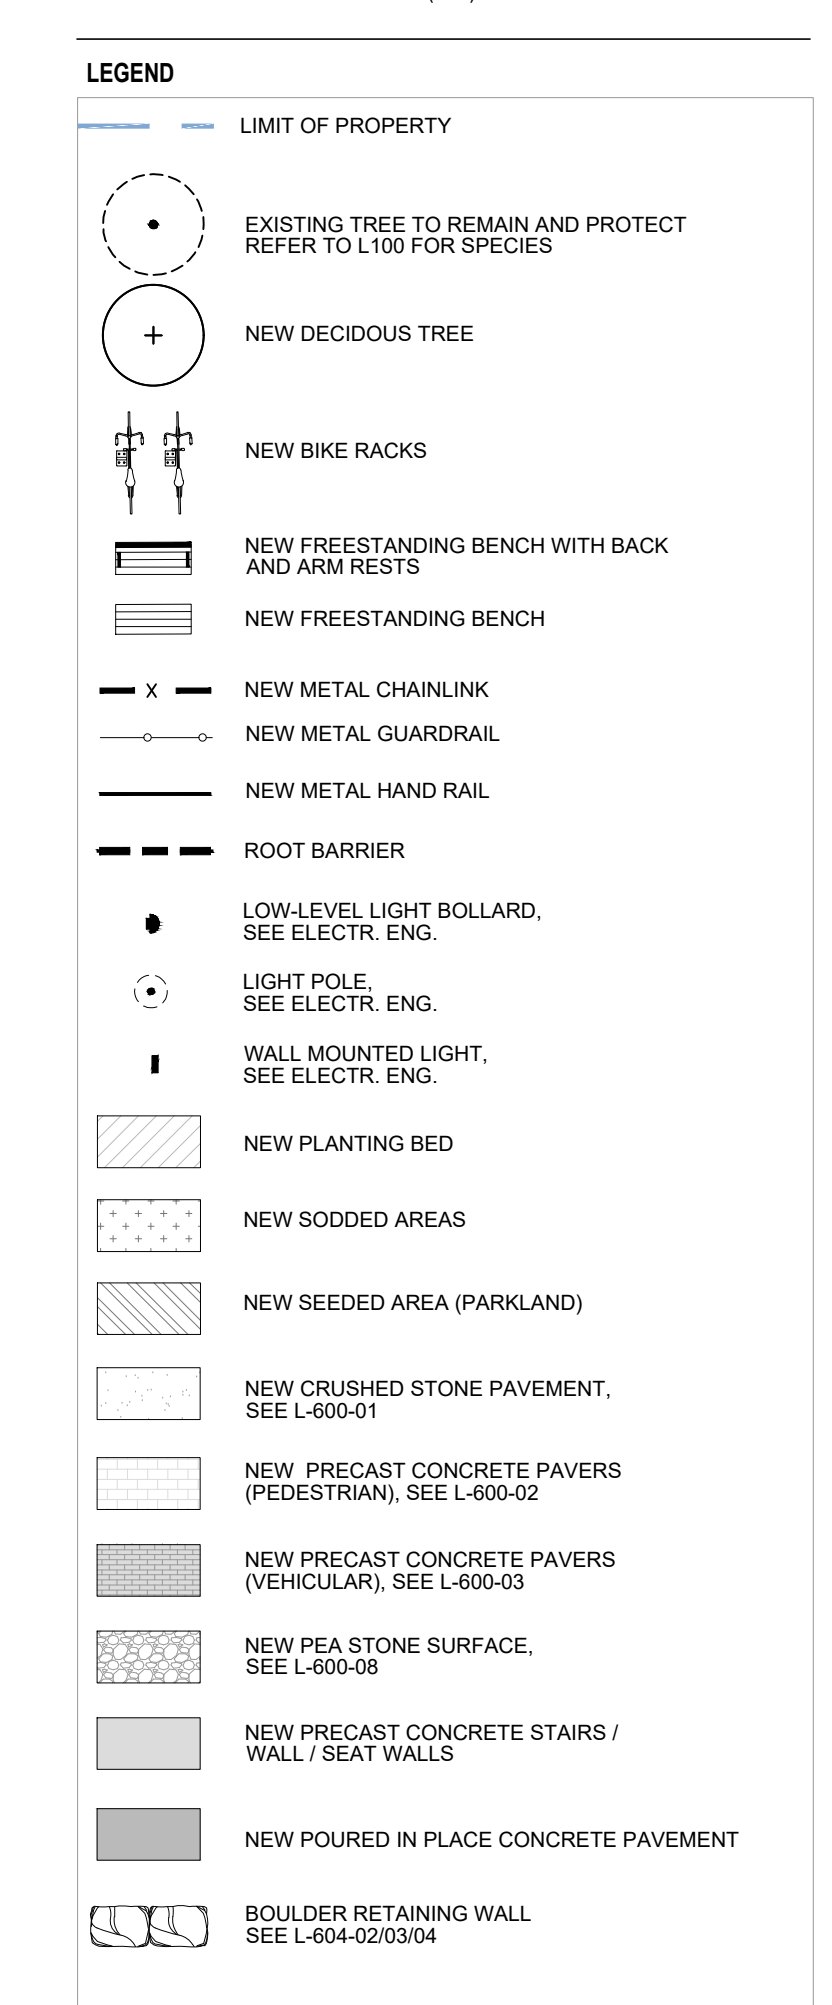 LEGEND
LIMIT OF PROPERTY
EXISTING TREE TO REMAIN AND PROTECT
REFER TO L100 FOR SPECIES
NEW DECIDOUS TREE
NEW BIKE RACKS
NEW FREESTANDING BENCH WITH BACK
AND ARM RESTS
NEW FREESTANDING BENCH
X
NEW METAL CHAINLINK
NEW METAL GUARDRAIL
NEW METAL HAND RAIL
ROOT BARRIER
LOW-LEVEL LIGHT BOLLARD,
SEE ELECTR. ENG.
LIGHT POLE,
SEE ELECTR. ENG.
WALL MOUNTED LIGHT,
SEE ELECTR. ENG.
NEW PLANTING BED
NEW SODDED AREAS
NEW SEEDED AREA (PARKLAND)
NEW CRUSHED STONE PAVEMENT,
SEE L-600-01
NEW  PRECAST CONCRETE PAVERS
(PEDESTRIAN), SEE L-600-02
NEW PRECAST CONCRETE PAVERS
(VEHICULAR), SEE L-600-03
NEW PEA STONE SURFACE,
SEE L-600-08
NEW PRECAST CONCRETE STAIRS /
WALL / SEAT WALLS
NEW POURED IN PLACE CONCRETE PAVEMENT
BOULDER RETAINING WALL
SEE L-604-02/03/04